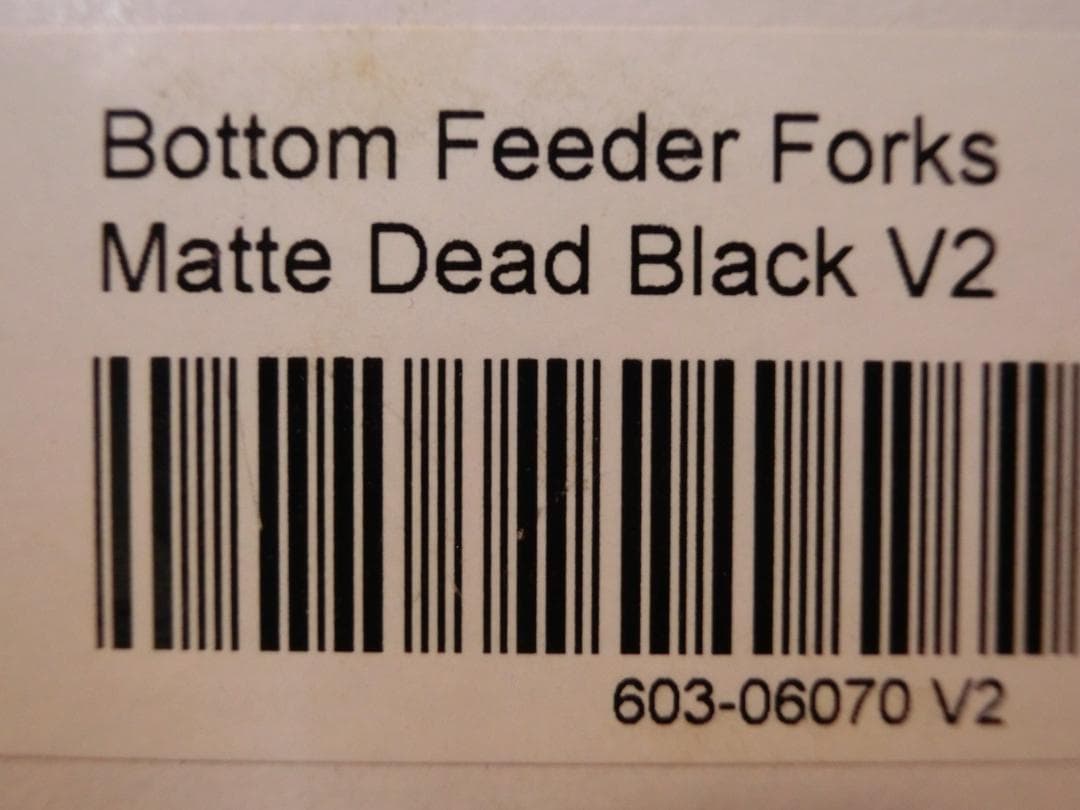 Bottom Feeder Forks
Matte Dead Black V2
603-06070 V2